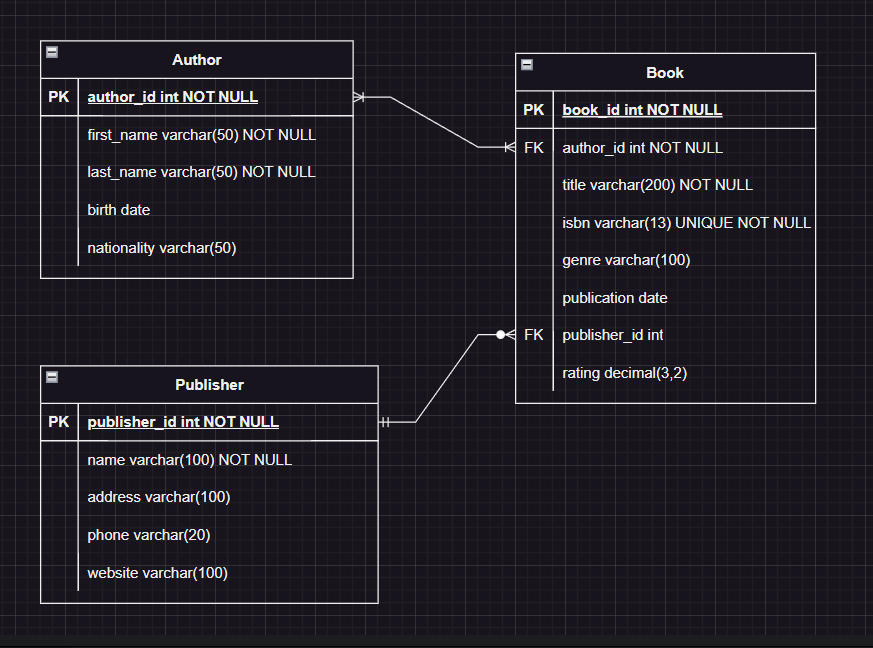 Author
PK author_id int NOT NULL
first_name varchar(50) NOT NULL
last_name varchar(50) NOT NULL
birth date
nationality varchar(50)
Book
PK book_id int NOT NULL
FK author_id int NOT NULL
title varchar(200) NOT NULL
isbn varchar(13) UNIQUE NOT NULL
genre varchar(100)
publication date
FK publisher_id int
rating decimal(3,2)
Publisher
PK publisher_id int NOT NULL
name varchar(100) NOT NULL
address varchar(100)
phone varchar(20)
website varchar(100)